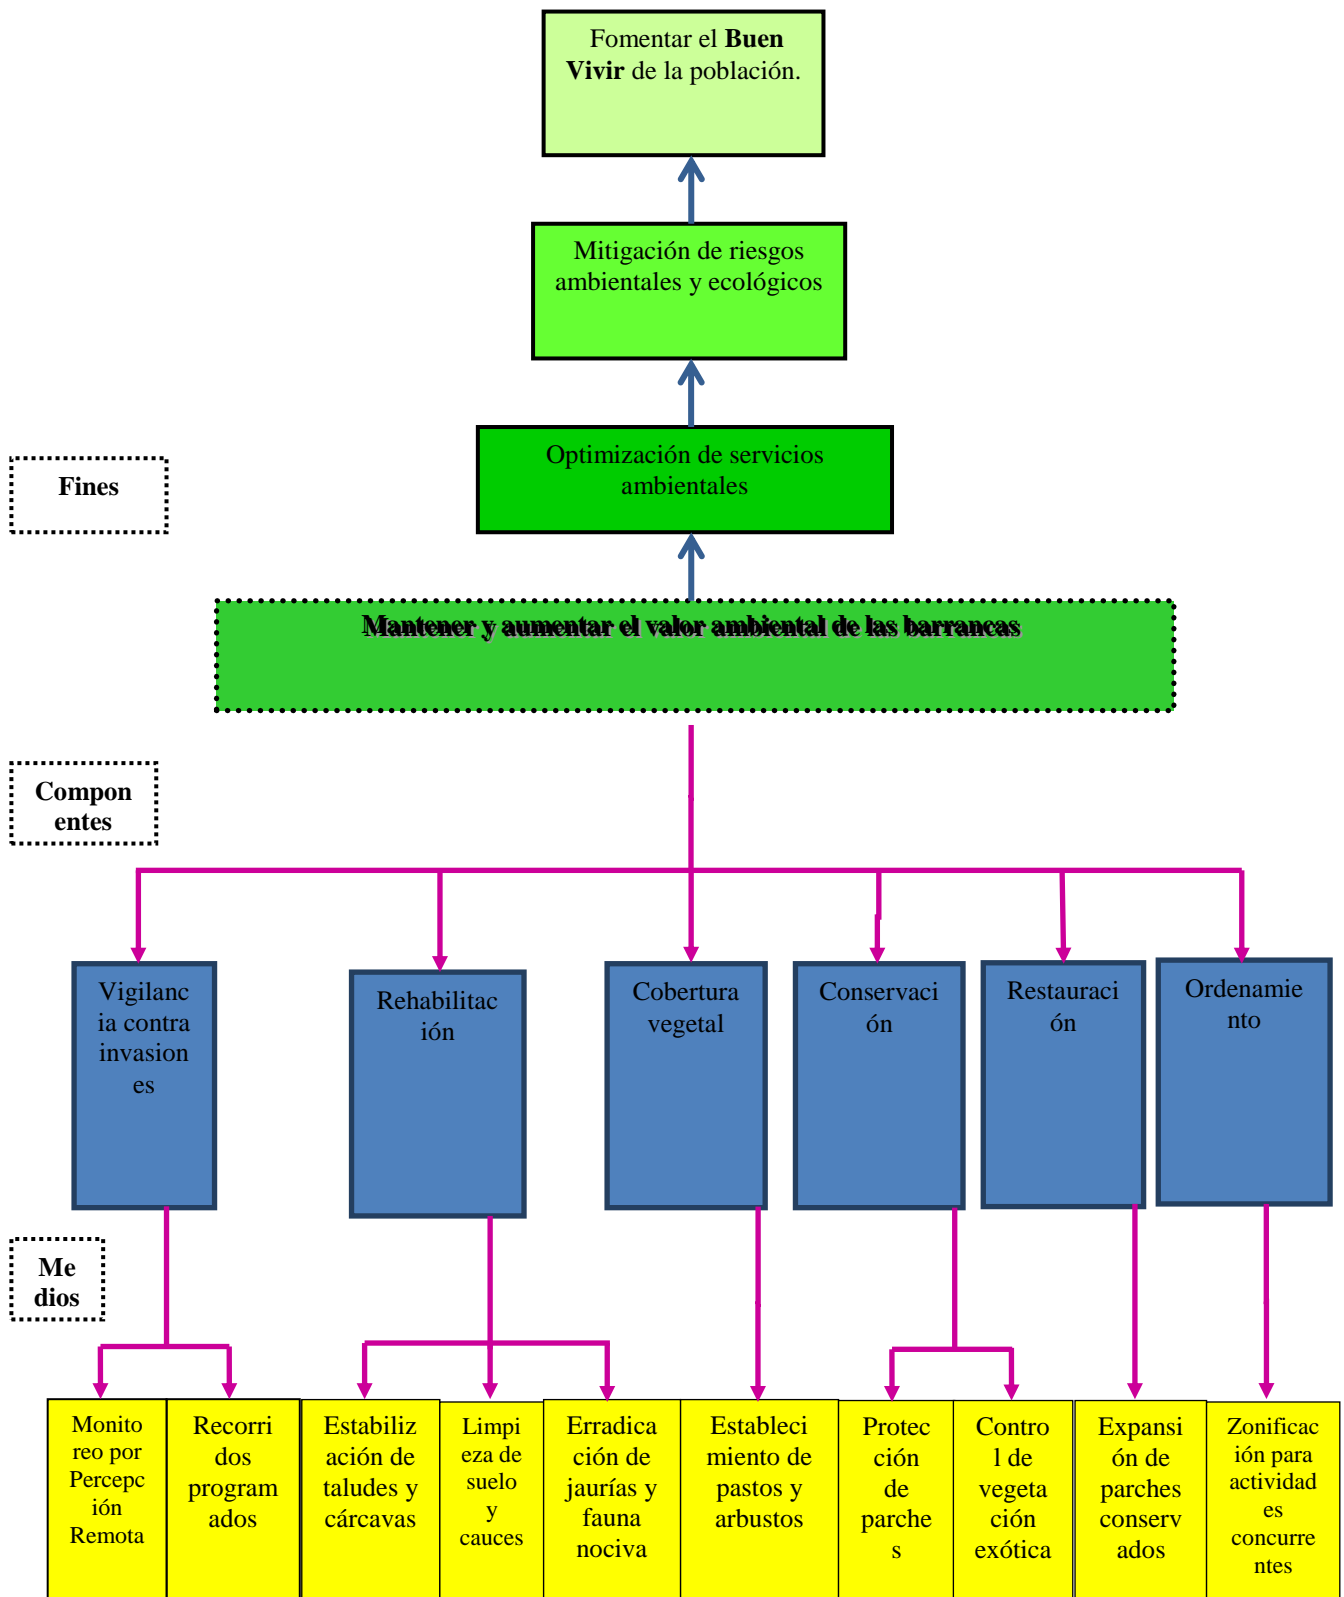 Fomentar el Buen
Vivir de la población.
Mitigación de riesgos
ambientales y ecológicos
Optimización de servicios
ambientales
Fines
Mantener y aumentar el valor ambiental de las barrancas
Compon
entes
Vigilanc
ia contra
invasion
es
Rehabilitac
ión
Cobertura
vegetal
Conservaci
ón
Restauraci
ón
Ordenamie
nto
Me
dios
Monito
reo por
Percepc
ión
Remota
Recorri
dos
program
ados
Estabiliz
ación de
taludes y
cárcavas
Limpi
eza de
suelo
y
cauces
Erradica
ción de
jaurías y
fauna
nociva
Estableci
miento de
pastos y
arbustos
Protec
ción
de
parche
s
Contro
l de
vegeta
ción
exótica
Expansi
ón de
parches
conserv
ados
Zonific
ación para
actividad
es
concurre
ntes